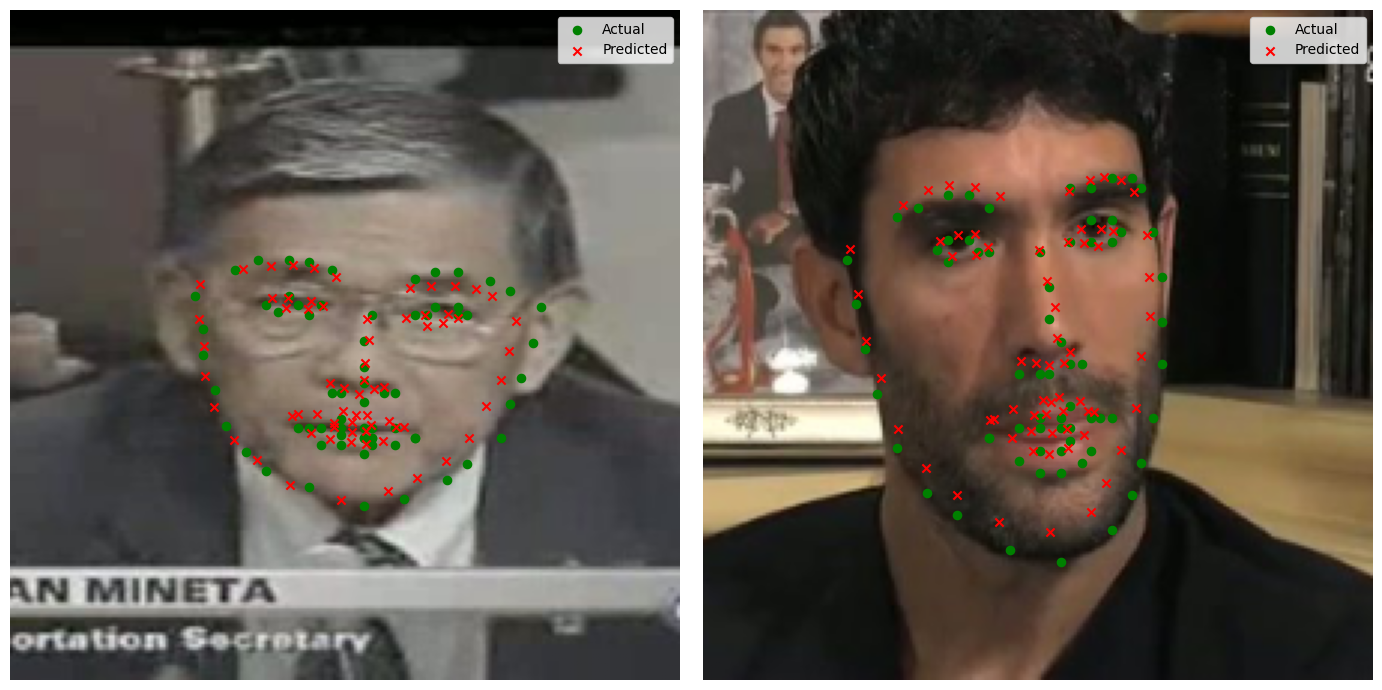 Actual
Predicted
AN MINETA
ortation Secretary
Actual
Predicted